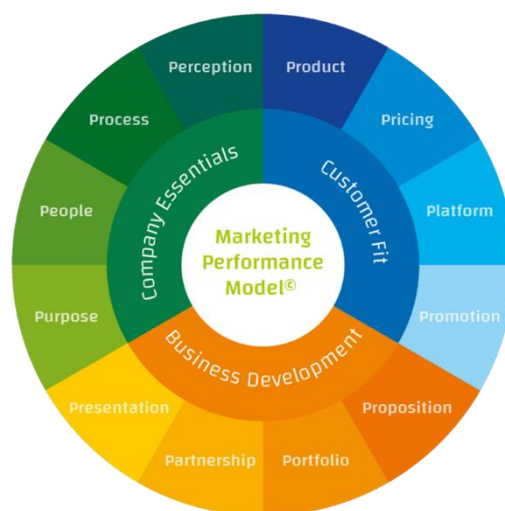 Marketing
Performance
Model©
Customer Fit
Business Development
Company Essentials
Product
Pricing
Platform
Promotion
Proposition
Portfolio
Partnership
Presentation
Purpose
People
Process
Perception